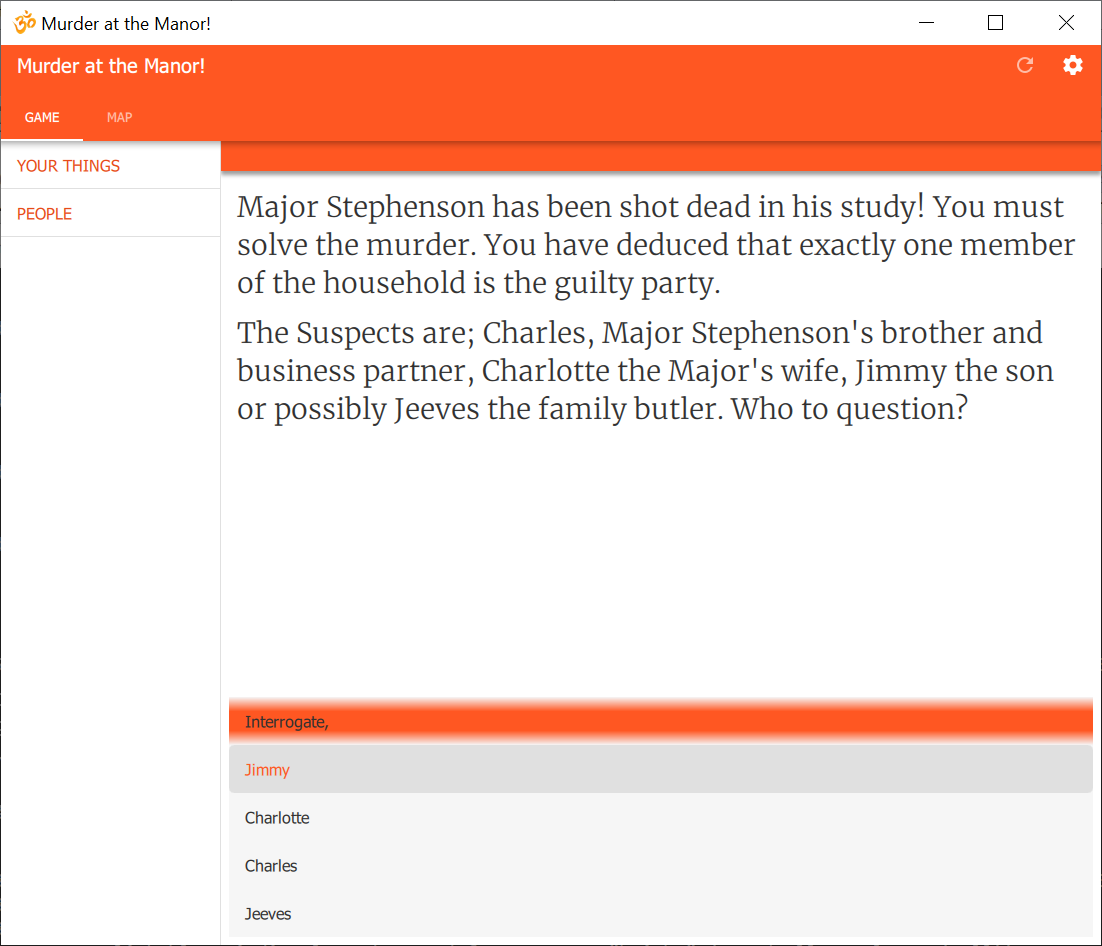 Murder at the Manor!
Murder at the Manor!
GAME MAP
YOUR THINGS
PEOPLE
Major Stephenson has been shot dead in his study! You must
solve the murder. You have deduced that exactly one member
of the household is the guilty party.
The Suspects are; Charles, Major Stephenson's brother and
business partner, Charlotte the Major's wife, Jimmy the son
or possibly Jeeves the family butler. Who to question?
Interrogate,
Jimmy
Charlotte
Charles
Jeeves